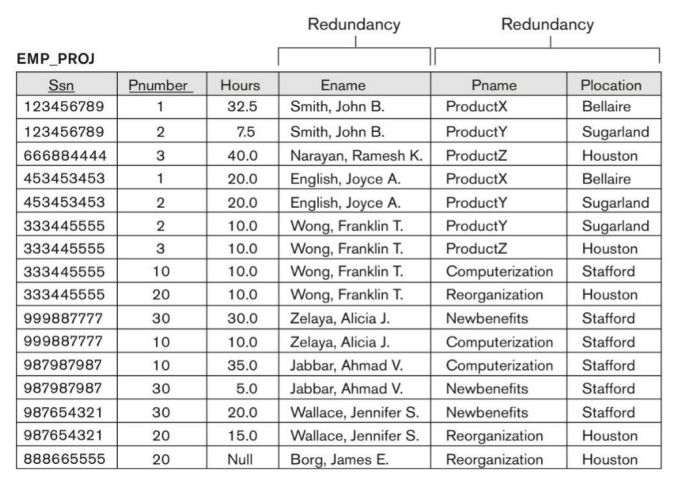 Redundancy Redundancy
EMP_PROJ
Ssn Pnumber Hours Ename Pname Plocation
123456789 1 32.5 Smith, John B. ProductX Bellaire
123456789 2 7.5 Smith, John B. ProductY Sugarland
666884444 3 40.0 Narayan, Ramesh K. ProductZ Houston
453453453 1 20.0 English, Joyce A. ProductX Bellaire
453453453 2 20.0 English, Joyce A. ProductY Sugarland
333445555 2 10.0 Wong, Franklin T. ProductY Sugarland
333445555 3 10.0 Wong, Franklin T. ProductZ Houston
333445555 10 10.0 Wong, Franklin T. Computerization Stafford
333445555 20 10.0 Wong, Franklin T. Reorganization Houston
999887777 30 30.0 Zelaya, Alicia J. Newbenefits Stafford
999887777 10 10.0 Zelaya, Alicia J. Computerization Stafford
987987987 10 35.0 Jabbar, Ahmad V. Computerization Stafford
987987987 30 5.0 Jabbar, Ahmad V. Newbenefits Stafford
987654321 30 20.0 Wallace, Jennifer S. Newbenefits Stafford
987654321 20 15.0 Wallace, Jennifer S. Reorganization Houston
888665555 20 Null Borg, James E. Reorganization Houston